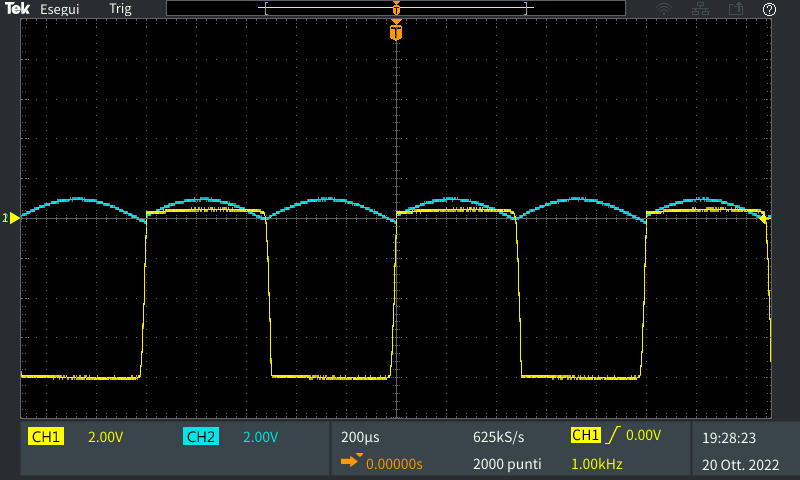 Tek Esegui Trig
T
T
1
CH1 2.00V CH2 2.00V 200µs 625kS/s CH1 0.00V 19:28:23
0.00000s 2000 punti 1.00kHz 20 Ott. 2022